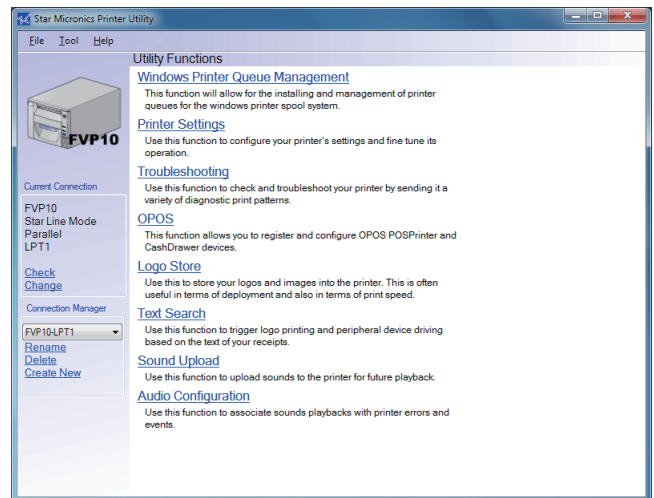 Star Micronics Printer Utility
File Tool Help
Utility Functions
FVP10
Current Connection
FVP10
Star Line Mode
Parallel
LPT1
Check
Change
Connection Manager
FVP10-LPT1
Rename
Delete
Create New
Windows Printer Queue Management
This function will allow for the installing and management of printer
queues for the windows printer spool system.
Printer Settings
Use this function to configure your printer's settings and fine tune its
operation.
Troubleshooting
Use this function to check and troubleshoot your printer by sending it a
variety of diagnostic print patterns.
OPOS
This function allows you to register and configure OPOS POSPrinter and
CashDrawer devices.
Logo Store
Use this to store your logos and images into the printer. This is often
useful in terms of deployment and also in terms of print speed.
Text Search
Use this function to trigger logo printing and peripheral device driving
based on the text of your receipts.
Sound Upload
Use this function to upload sounds to the printer for future playback.
Audio Configuration
Use this function to associate sounds playbacks with printer errors and
events.